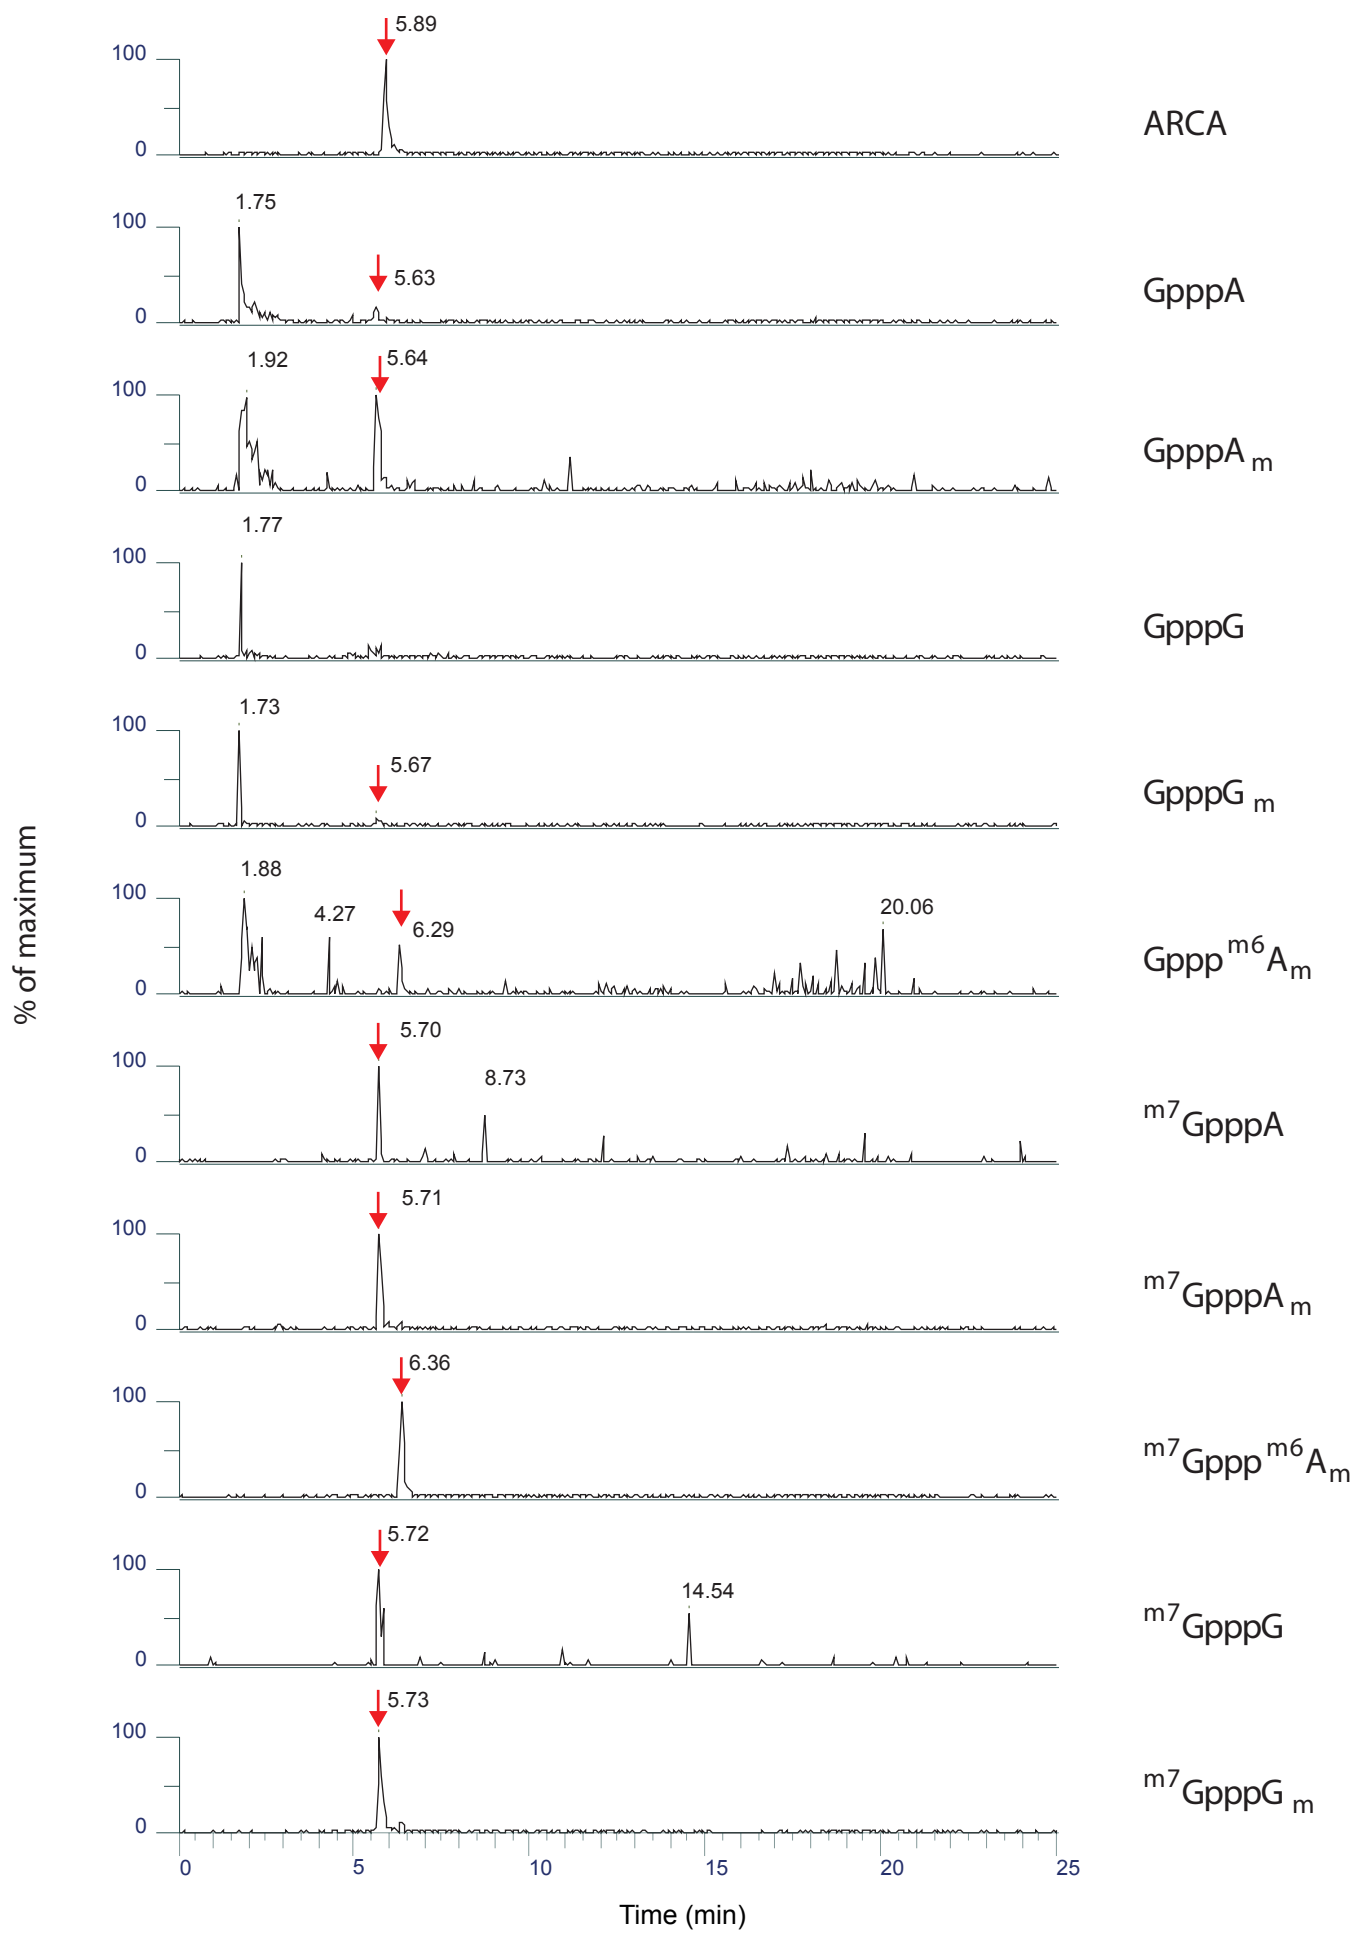 5.89
100
0
ARCA
1.75
100
5.63
0
GpppA
1.92
5.64
100
0
GpppA m
1.77
100
0
GpppG
1.73
100
5.67
0
GpppG m
1.88
100
4.27
6.29
20.06
0
Gppp m6 A m
5.70
100
8.73
0
m7 GpppA
5.71
100
0
m7 GpppA m
6.36
100
0
m7 Gppp m6 A m
5.72
100
14.54
0
m7 GpppG
5.73
100
0
m7 GpppG m
0 5 10 15 20 25
Time (min)
% of maximum